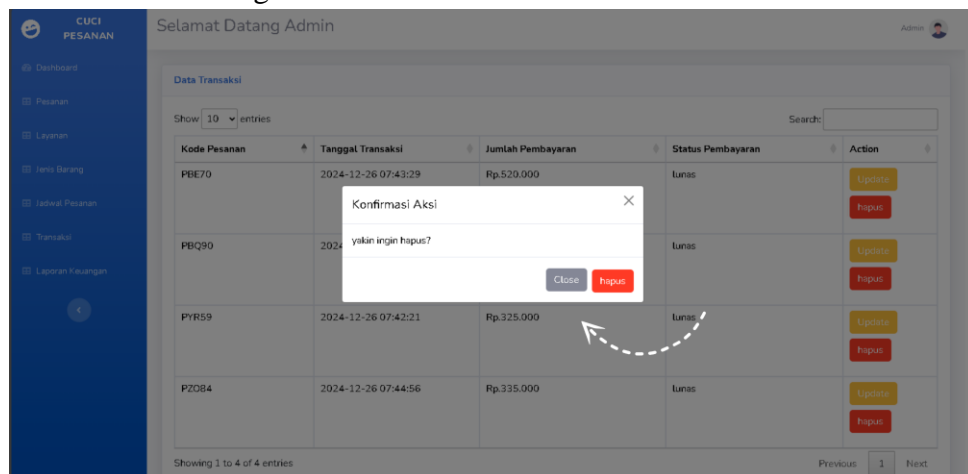 CUCI
PESANAN
Selamat Datang Admin
Admin
Dashboard
Pesanan
Layanan
Jenis Barang
Jadwal Pesanan
Transaksi
Laporan Keuangan
Data Transaksi
Show 10 entries
Search:
Kode Pesanan Tanggal Transaksi Jumlah Pembayaran Status Pembayaran Action
PBE70 2024-12-26 07:43:29 Rp.520.000 lunas Update
hapus
Konfirmasi Aksi
yakin ingin hapus?
Close hapus
PBQ90 2024 lunas Update
hapus
PYR59 2024-12-26 07:42:21 Rp.325.000 lunas Update
hapus
PZO84 2024-12-26 07:44:56 Rp.335.000 lunas Update
hapus
Showing 1 to 4 of 4 entries
Previous 1 Next